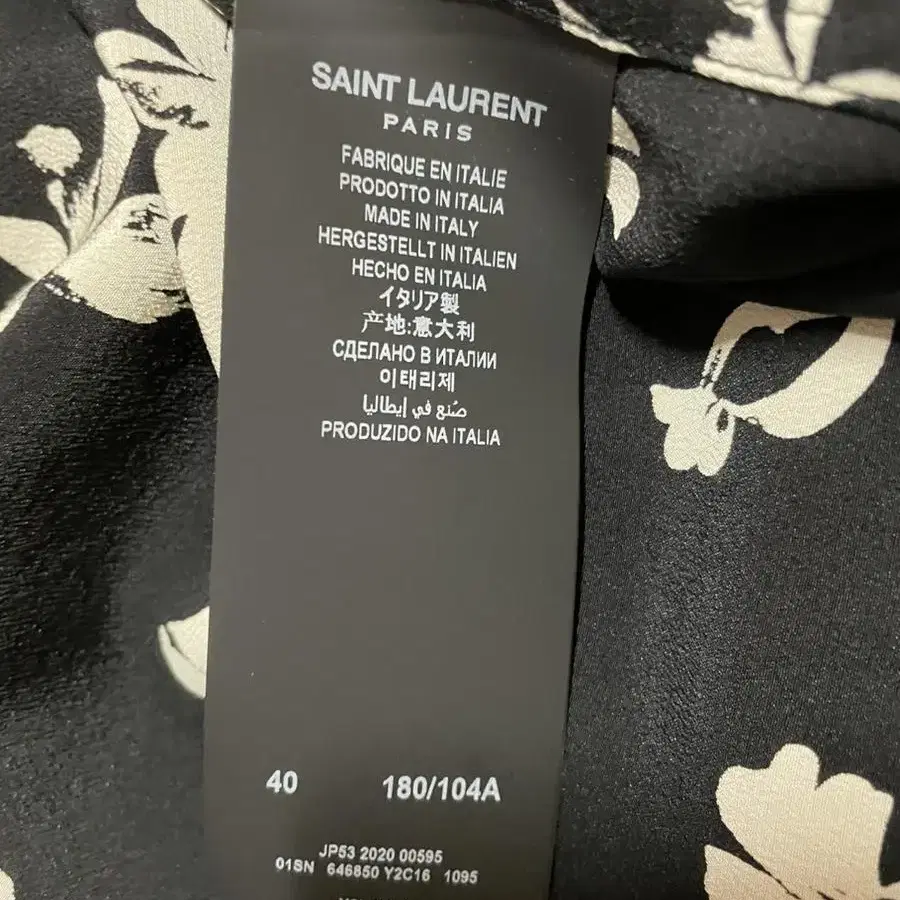 SAINT LAURENT
PARIS
FABRIQUE EN ITALIE
PRODOTTO IN ITALIA
MADE IN ITALY
HERGESTELLT IN ITALIEN
HECHO EN ITALIA
イタリア製
产地:意大利
СДЕЛАНО В ИТАЛИИ
이태리제
صُنع في إيطاليا
PRODUZIDO NA ITALIA
40 180/104A
JP53 2020 00595
01SN 646850 Y2C16 1095